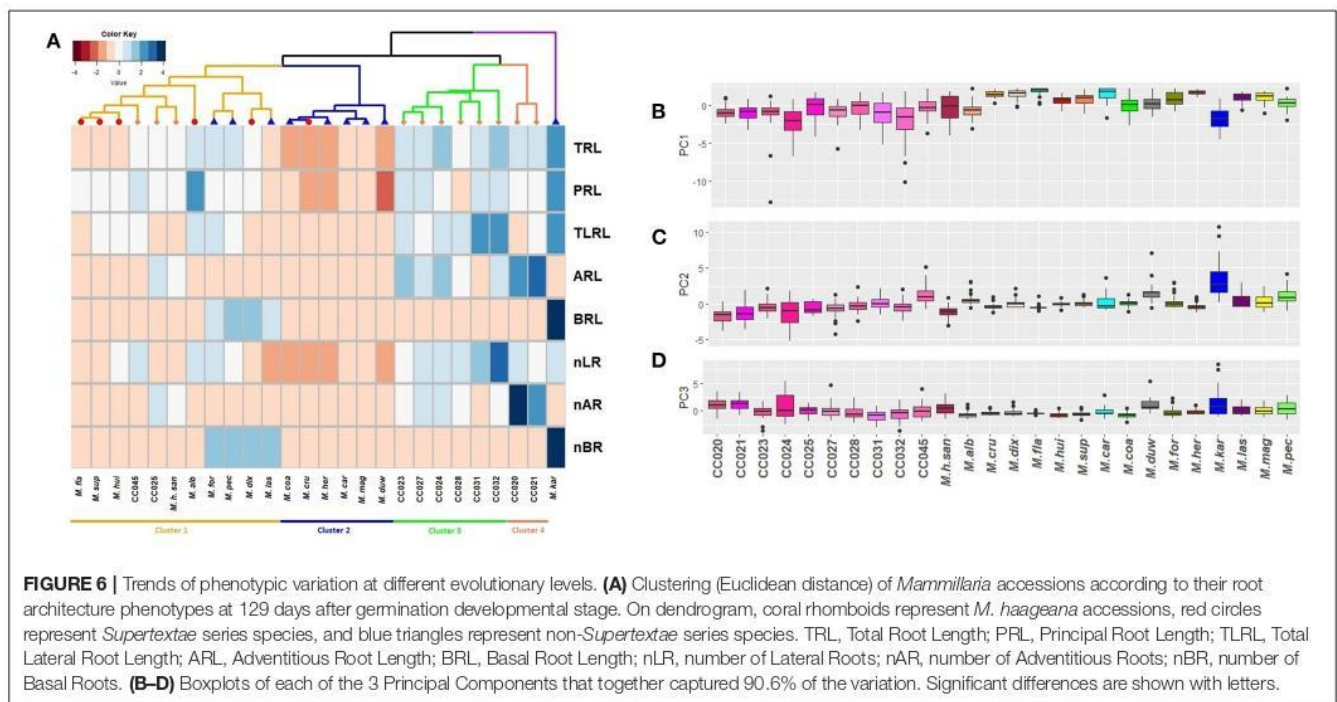 A
Color Key
-4 -2 0 2 4
Value
TRL
PRL
TLRL
ARL
BRL
nLR
nAR
nBR
M. fla
M. sup
M. hui
CC045
CC025
M. h. san
M. alb
M. for
M. pec
M. dix
M. las
M. coa
M. cru
M. her
M. car
M. mag
M. duw
CC023
CC027
CC024
CC028
CC031
CC032
CC020
CC021
M. kar
Cluster 1
Cluster 2
Cluster 3
Cluster 4
B
PC1
0
-5
-10
C
PC2
10
5
0
-5
D
PC3
5
0
CC020
CC021
CC023
CC024
CC025
CC027
CC028
CC031
CC032
CC045
M.h.san
M.alb
M.cru
M.dix
M.fla
M.hui
M.sup
M.car
M.coa
M.duw
M.for
M.her
M.kar
M.las
M.mag
M.pec
FIGURE 6 | Trends of phenotypic variation at different evolutionary levels. (A) Clustering (Euclidean distance) of Mammillaria accessions according to their root
architecture phenotypes at 129 days after germination developmental stage. On dendrogram, coral rhomboids represent M. haageana accessions, red circles
represent Supertextae series species, and blue triangles represent non-Supertextae series species. TRL, Total Root Length; PRL, Principal Root Length; TLRL, Total
Lateral Root Length; ARL, Adventitious Root Length; BRL, Basal Root Length; nLR, number of Lateral Roots; nAR, number of Adventitious Roots; nBR, number of
Basal Roots. (B–D) Boxplots of each of the 3 Principal Components that together captured 90.6% of the variation. Significant differences are shown with letters.